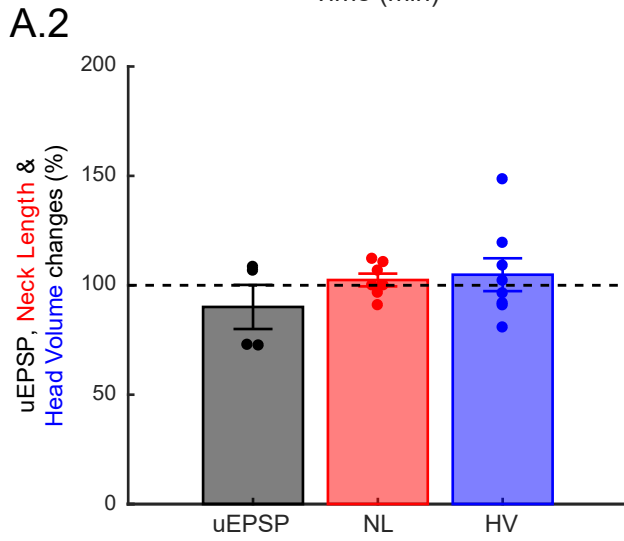 Time (min)
A.2
200
150
100
50
0
uEPSP, Neck Length &
Head Volume changes (%)
uEPSP NL HV